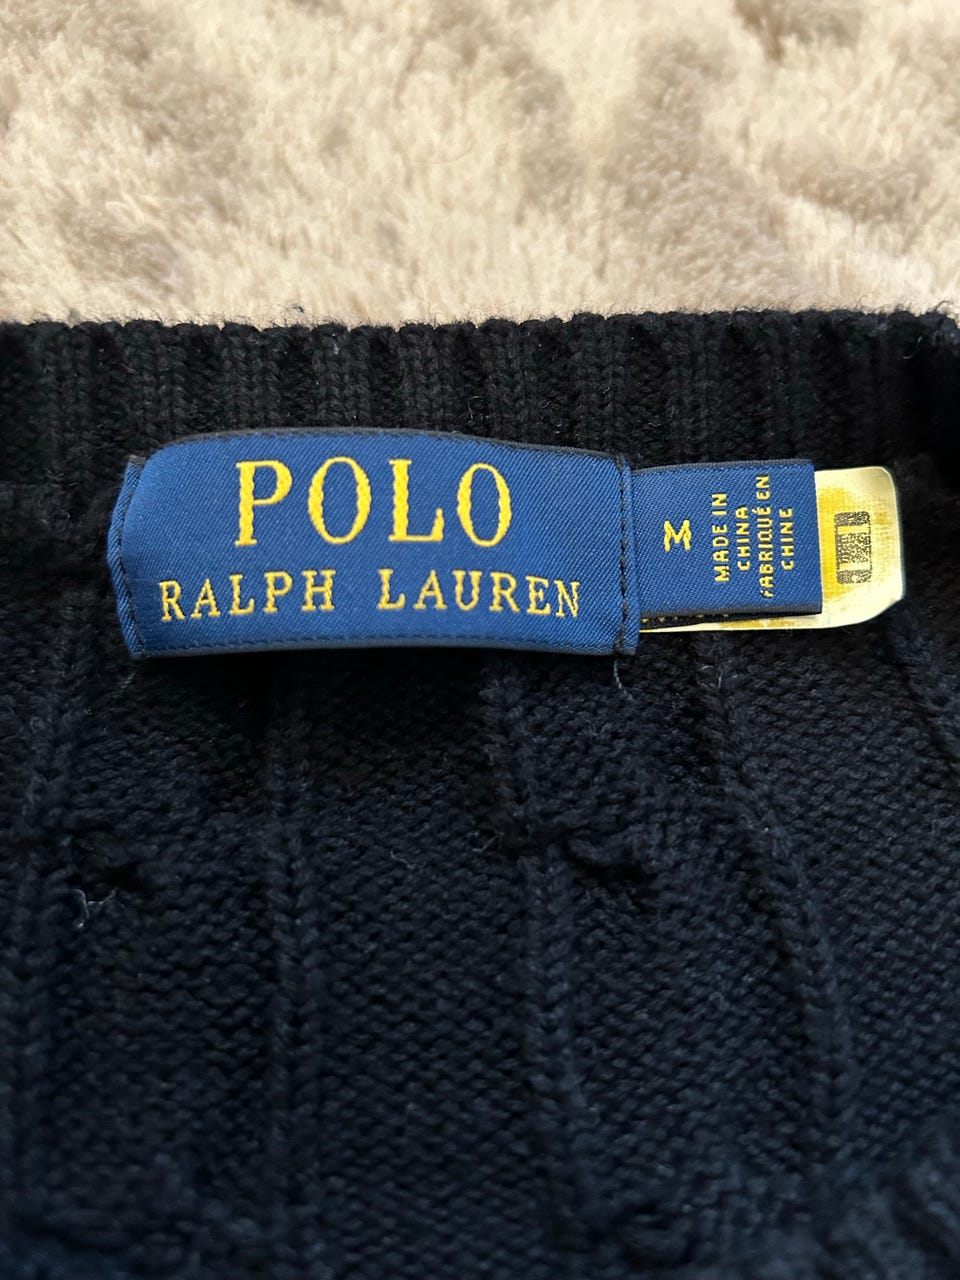 POLO
RALPH LAUREN
M
MADE IN
CHINA
FABRIQUÉ EN
CHINE